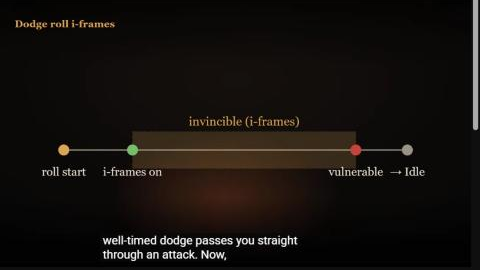 Dodge roll i-frames
invincible (i-frames)
roll start i-frames on vulnerable → Idle
well-timed dodge passes you straight
through an attack. Now,